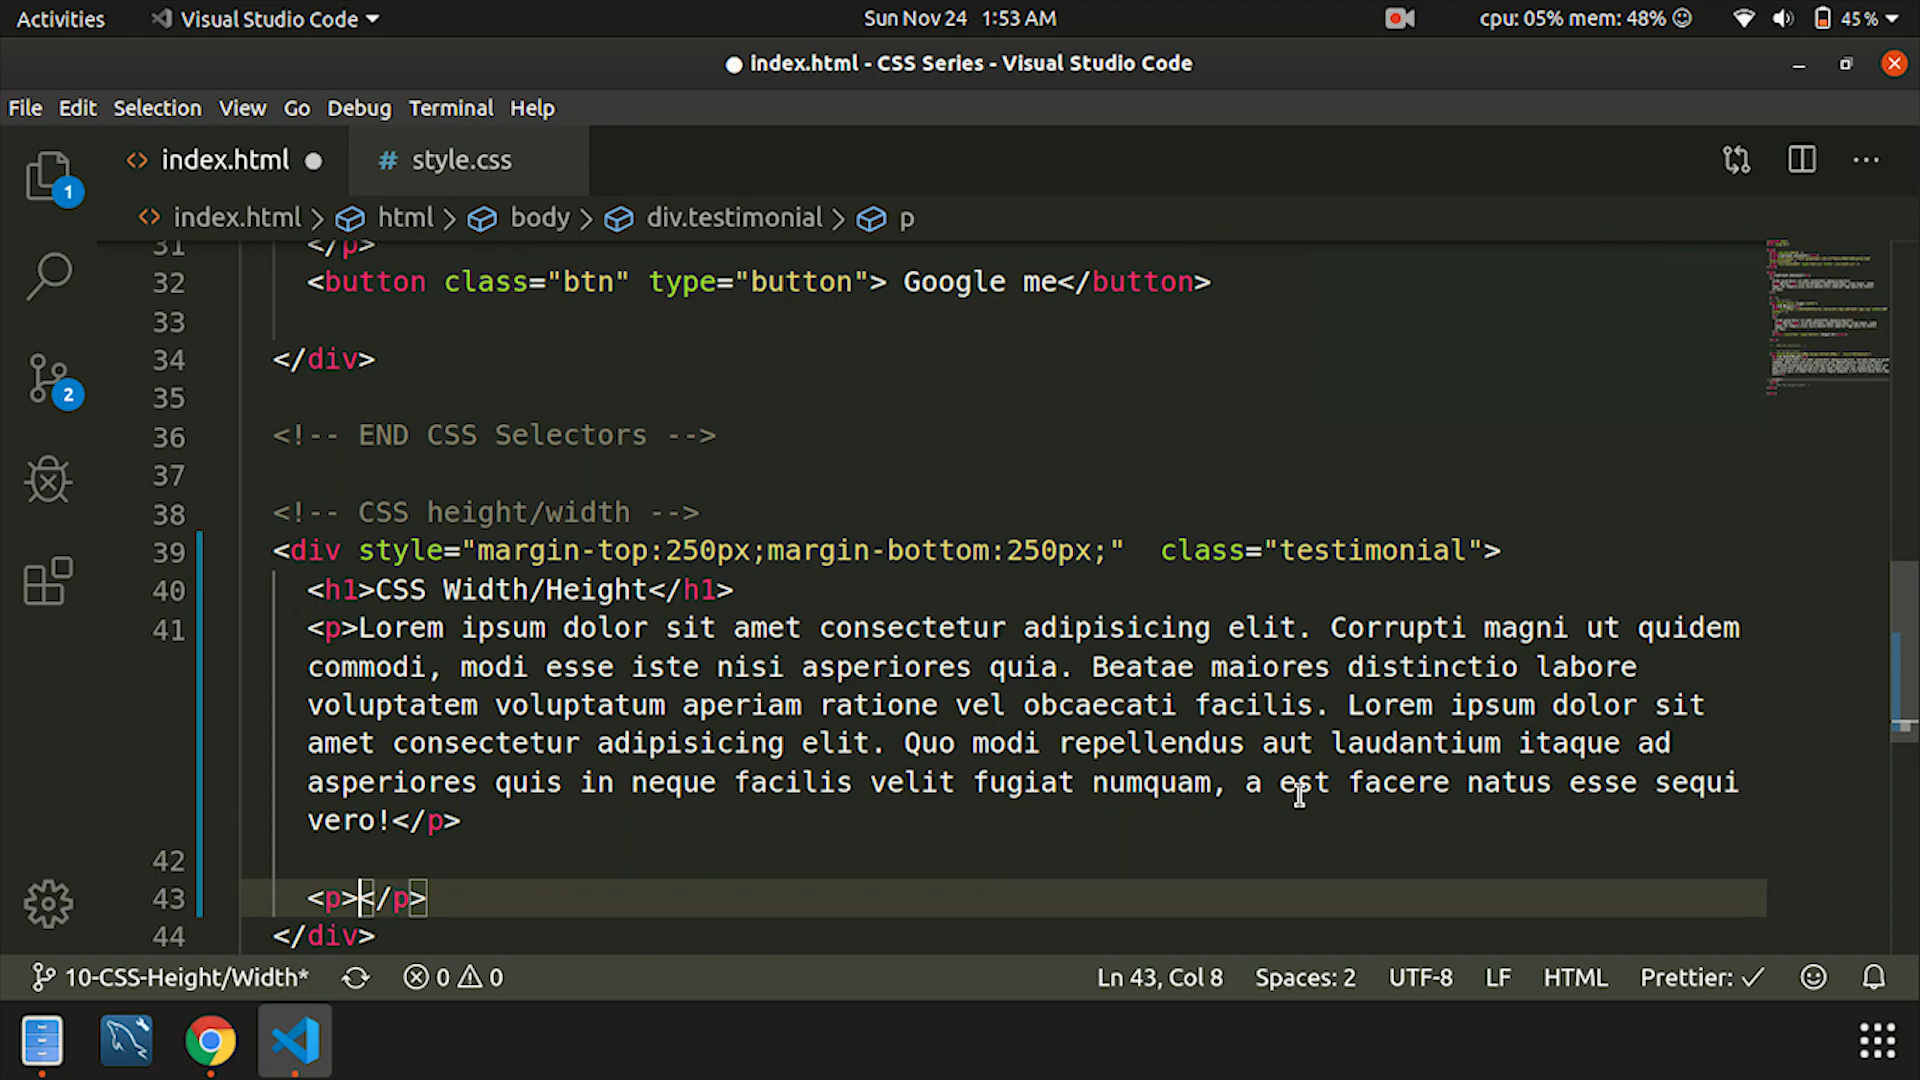 Activities Visual Studio Code Sun Nov 24 1:53 AM cpu: 05% mem: 48% 45%
index.html - CSS Series - Visual Studio Code
File Edit Selection View Go Debug Terminal Help
index.html style.css
1
index.html html body div.testimonial p
31 </p>
32 <button class="btn" type="button"> Google me</button>
33
34 </div>
35
2
36 <!-- END CSS Selectors -->
37
38 <!-- CSS height/width -->
39 <div style="margin-top:250px;margin-bottom:250px;" class="testimonial">
40 <h1>CSS Width/Height</h1>
41 <p>Lorem ipsum dolor sit amet consectetur adipisicing elit. Corrupti magni ut quidem
commodi, modi esse iste nisi asperiores quia. Beatae maiores distinctio labore
voluptatem voluptatum aperiam ratione vel obcaecati facilis. Lorem ipsum dolor sit
amet consectetur adipisicing elit. Quo modi repellendus aut laudantium itaque ad
asperiores quis in neque facilis velit fugiat numquam, a est facere natus esse sequi
vero!</p>
42
43 <p></p>
44 </div>
10-CSS-Height/Width* 0 0 Ln 43, Col 8 Spaces: 2 UTF-8 LF HTML Prettier: ✓